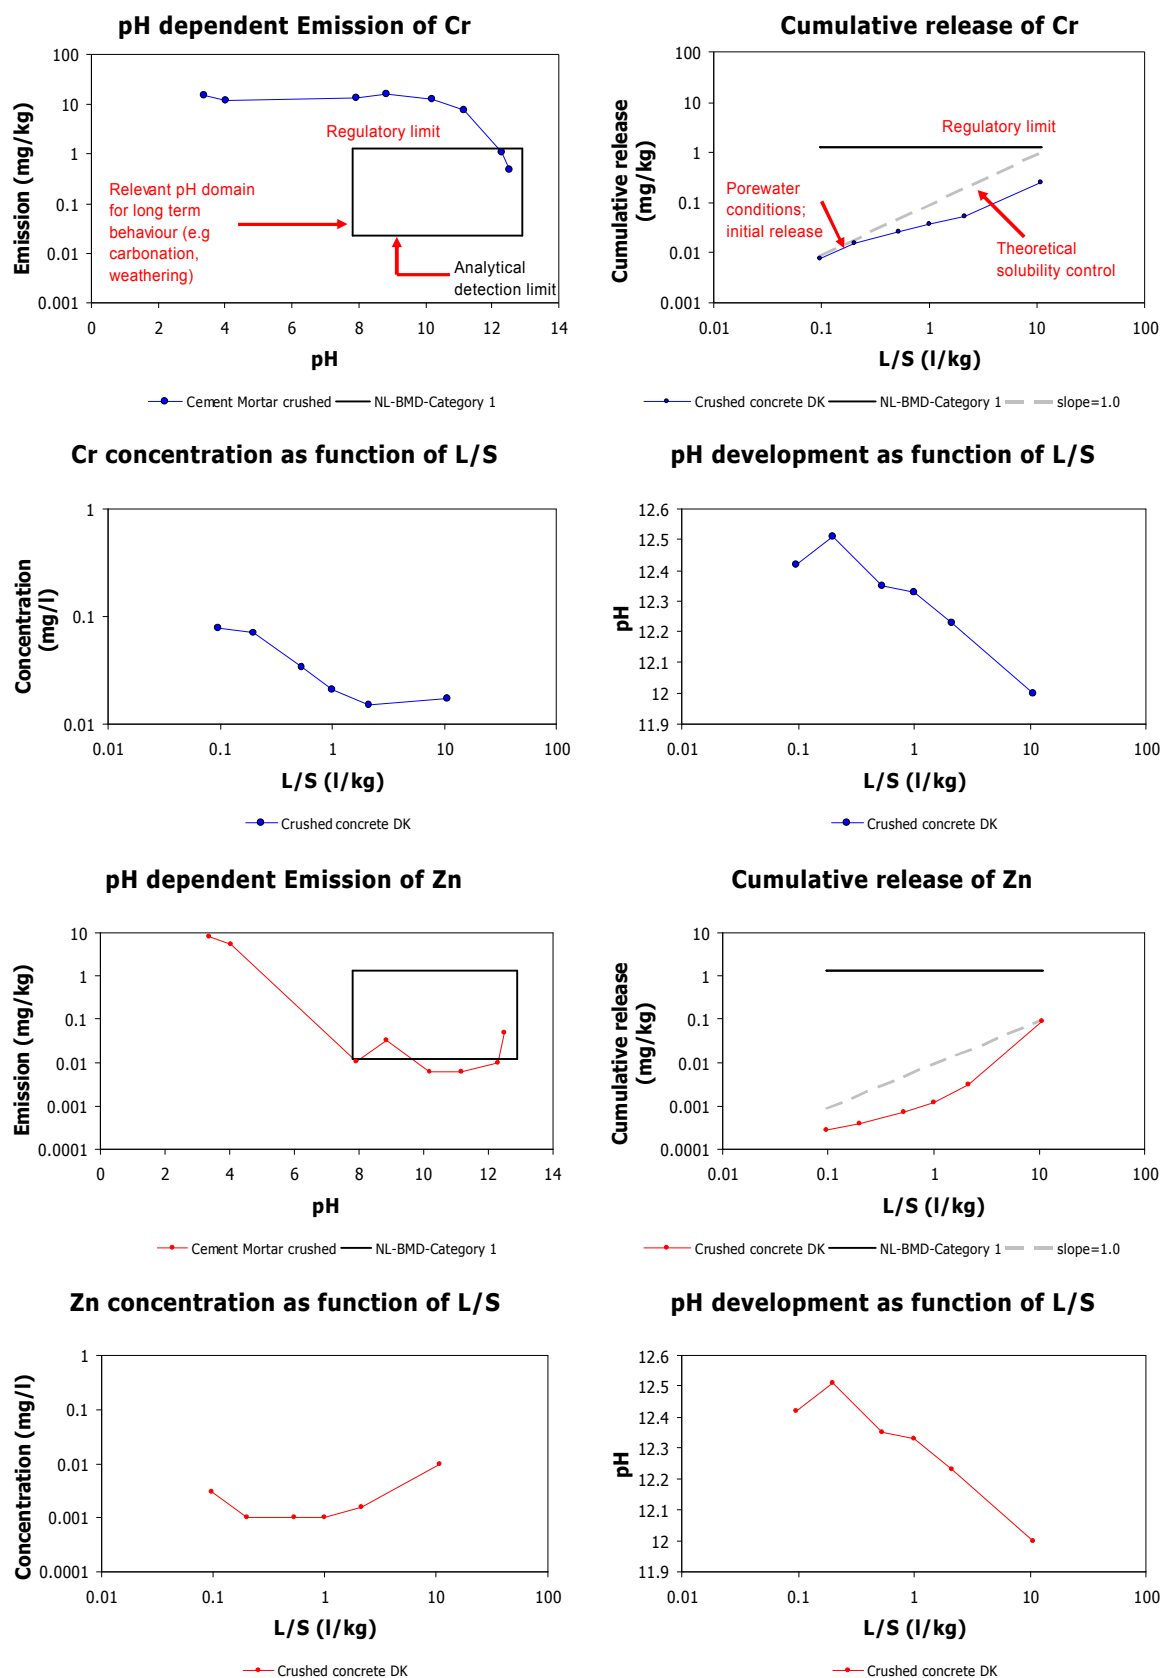 pH dependent Emission of Cr
Emission (mg/kg)
100
10
1
0.1
0.01
0.001
Regulatory limit
Relevant pH domain
for long term
behaviour (e.g
carbonation,
weathering)
Analytical
detection limit
0 2 4 6 8 10 12 14
pH
Cement Mortar crushed NL-BMD-Category 1
Cumulative release of Cr
Cumulative release
(mg/kg)
100
10
1
0.1
0.01
0.001
Regulatory limit
Porewater
conditions;
initial release
Theoretical
solubility control
0.01 0.1 1 10 100
L/S (l/kg)
Crushed concrete DK NL-BMD-Category 1 slope=1.0
Cr concentration as function of L/S
Concentration
(mg/l)
1
0.1
0.01
0.01 0.1 1 10 100
L/S (l/kg)
Crushed concrete DK
pH development as function of L/S
pH
12.6
12.5
12.4
12.3
12.2
12.1
12
11.9
0.01 0.1 1 10 100
L/S (l/kg)
Crushed concrete DK
pH dependent Emission of Zn
Emission (mg/kg)
10
1
0.1
0.01
0.001
0.0001
0 2 4 6 8 10 12 14
pH
Cement Mortar crushed NL-BMD-Category 1
Cumulative release of Zn
Cumulative release
(mg/kg)
10
1
0.1
0.01
0.001
0.0001
0.01 0.1 1 10 100
L/S (l/kg)
Crushed concrete DK NL-BMD-Category 1 slope=1.0
Zn concentration as function of L/S
Concentration (mg/l)
1
0.1
0.01
0.001
0.0001
0.01 0.1 1 10 100
L/S (l/kg)
Crushed concrete DK
pH development as function of L/S
pH
12.6
12.5
12.4
12.3
12.2
12.1
12
11.9
0.01 0.1 1 10 100
L/S (l/kg)
Crushed concrete DK